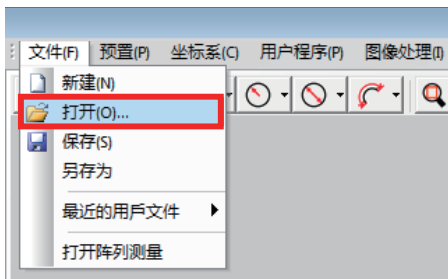 文件(F) 预置(P) 坐标系(C) 用户程序(P) 图像处理(I)
新建(N)
打开(O)...
保存(S)
另存为
最近的用戶文件
打开阵列测量